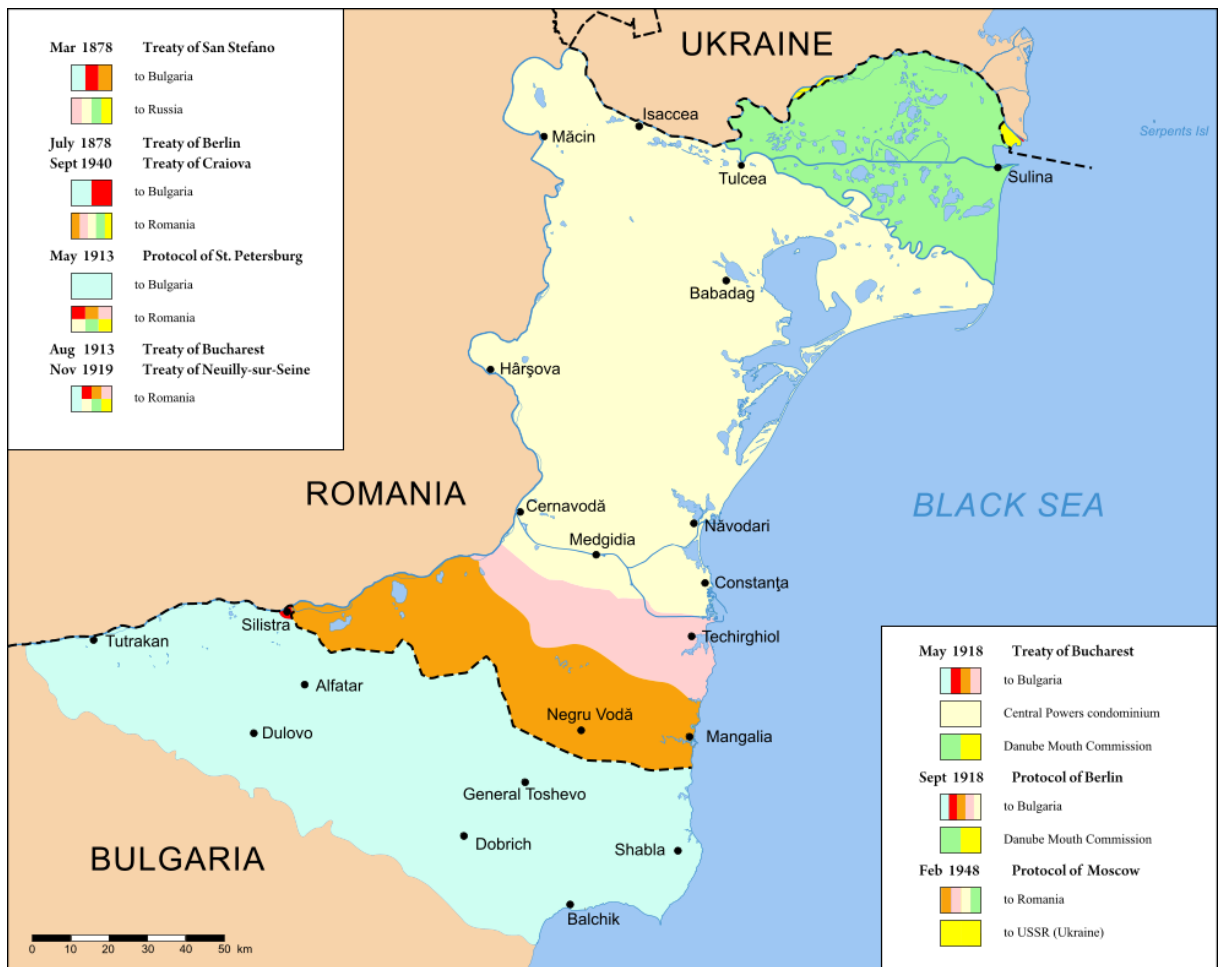 Mar 1878 Treaty of San Stefano
to Bulgaria
to Russia
July 1878 Treaty of Berlin
Sept 1940 Treaty of Craiova
to Bulgaria
to Romania
May 1913 Protocol of St. Petersburg
to Bulgaria
to Romania
Aug 1913 Treaty of Bucharest
Nov 1919 Treaty of Neuilly-sur-Seine
to Romania
UKRAINE
Isaccea
Măcin
Serpents Isl
Tulcea
Sulina
Babadag
Hârşova
ROMANIA
BLACK SEA
Cernavodă
Năvodari
Medgidia
Constanţa
Silistra
Tutrakan
Techirghiol
Alfatar
Negru Vodă
Dulovo
Mangalia
General Toshevo
Dobrich
Shabla
BULGARIA
Balchik
0 10 20 30 40 50 km
May 1918 Treaty of Bucharest
to Bulgaria
Central Powers condominium
Danube Mouth Commission
Sept 1918 Protocol of Berlin
to Bulgaria
Danube Mouth Commission
Feb 1948 Protocol of Moscow
to Romania
to USSR (Ukraine)